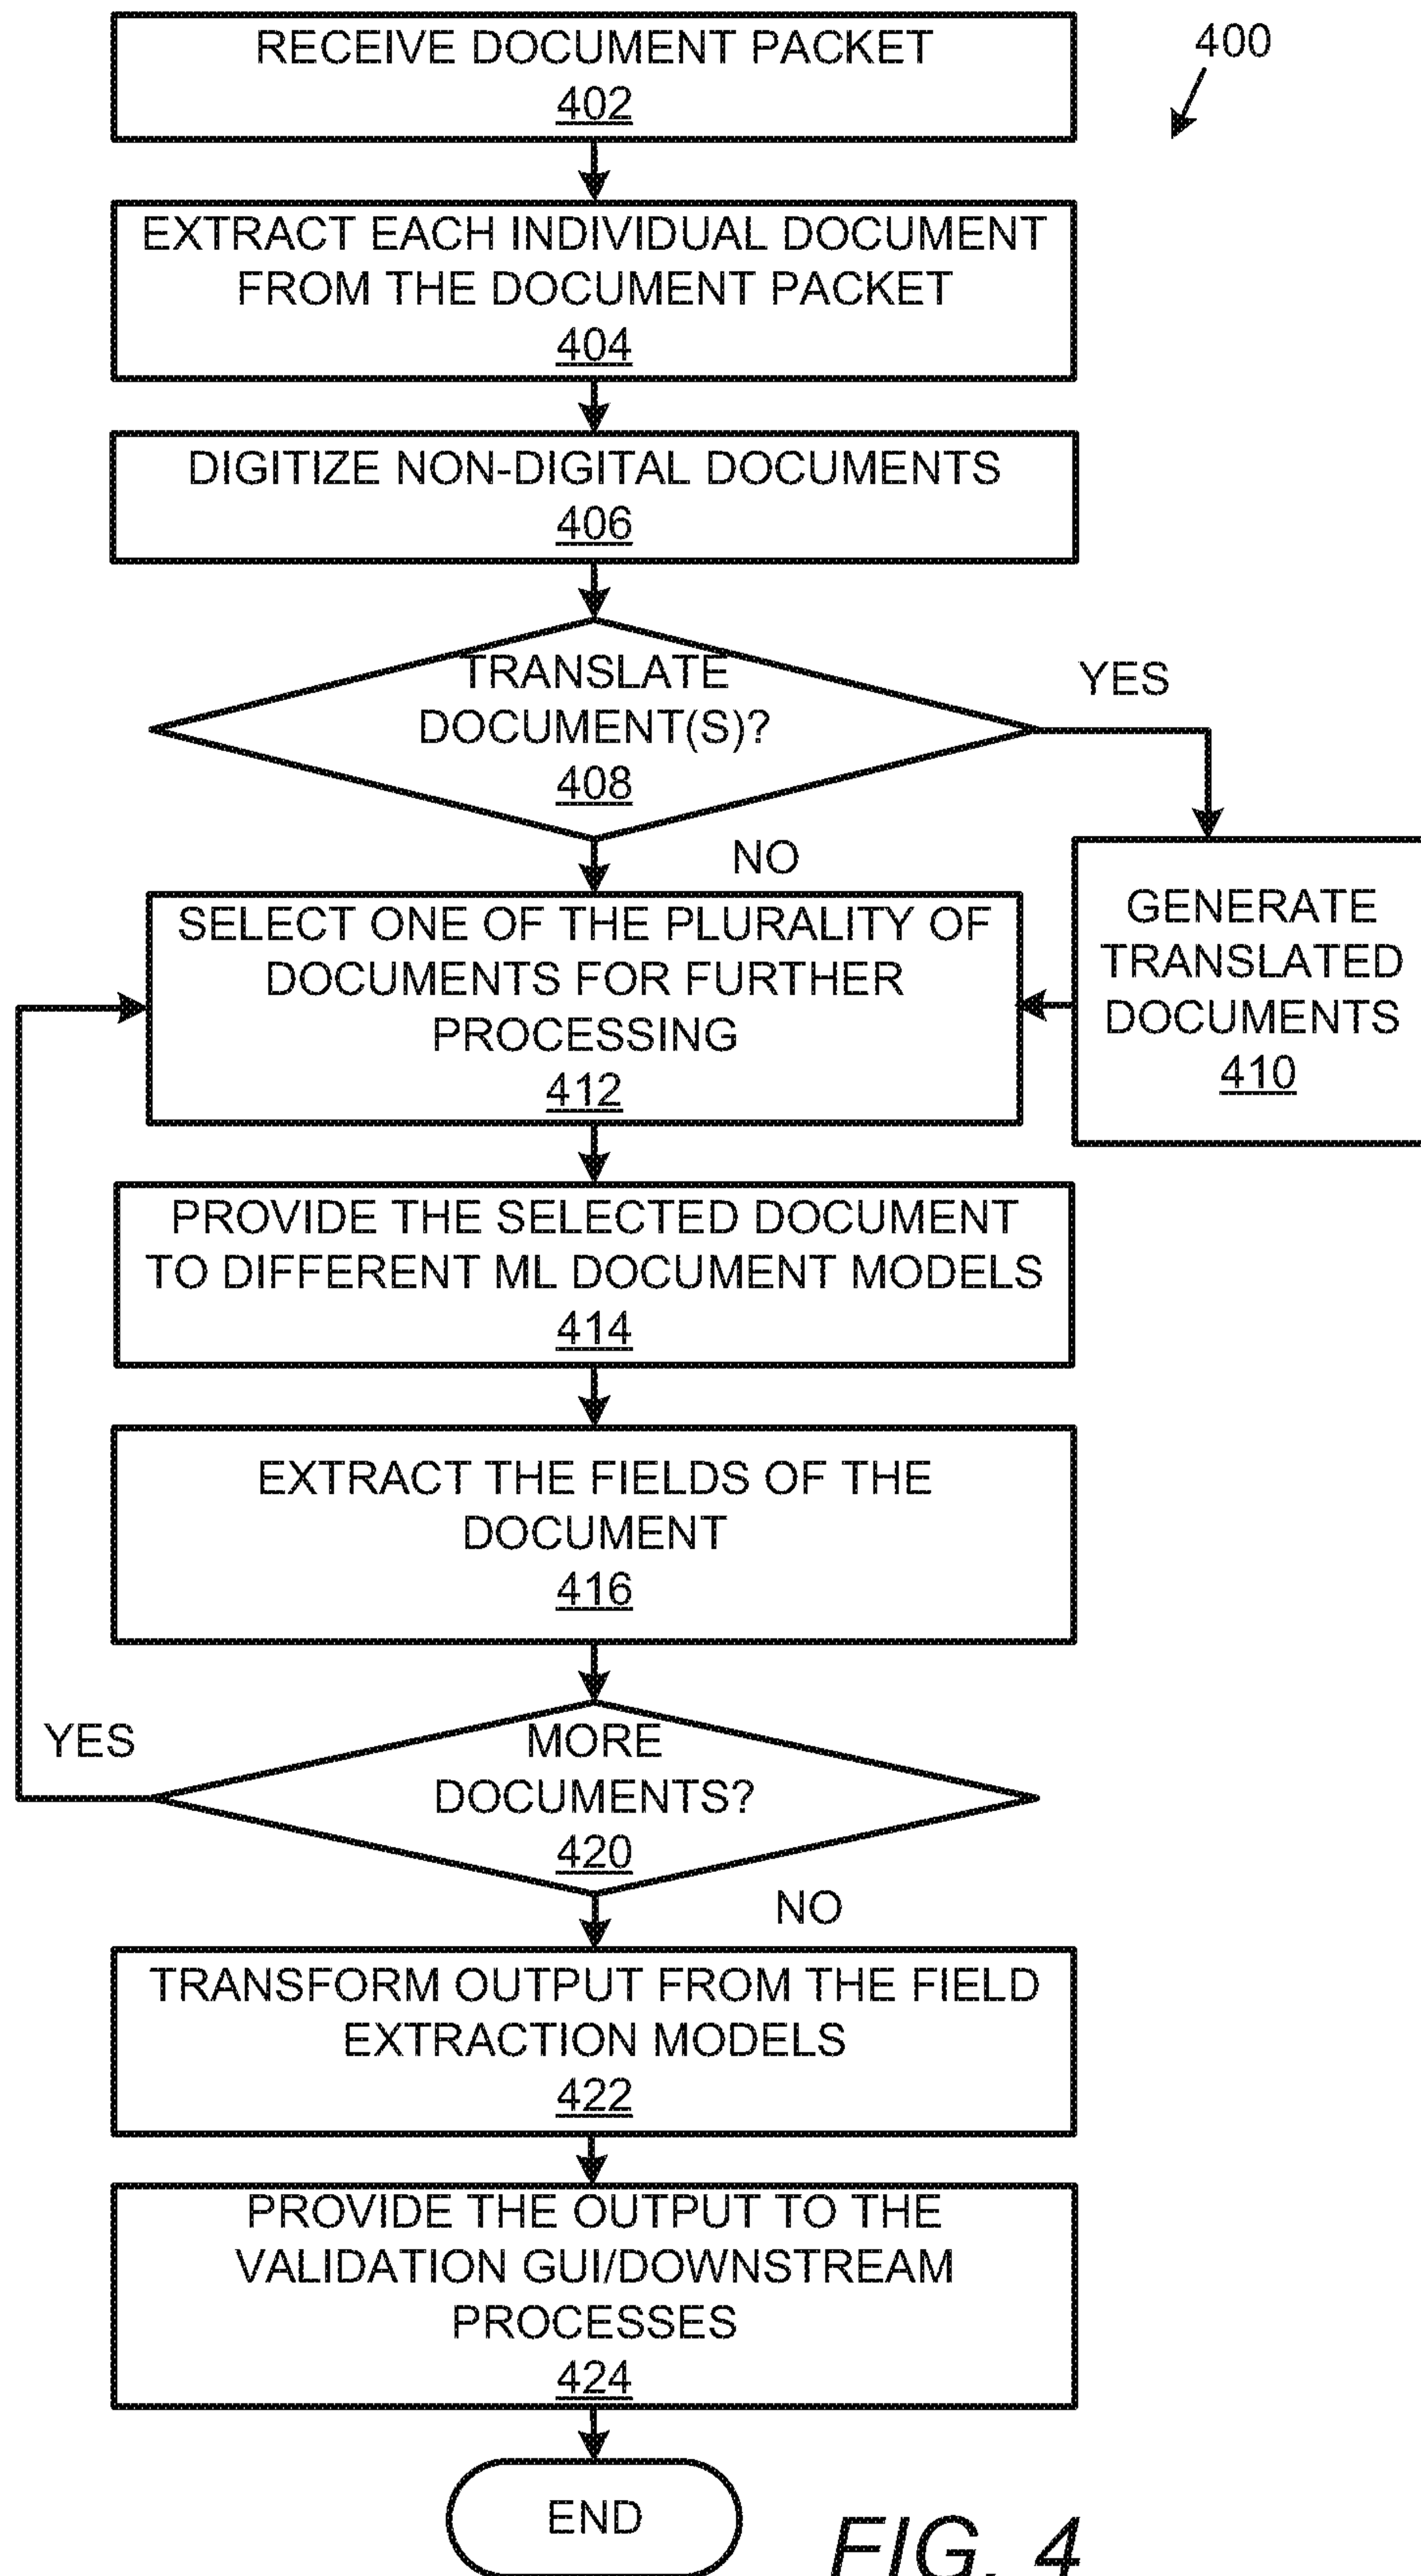 RECEIVE DOCUMENT PACKET
402
400
EXTRACT EACH INDIVIDUAL DOCUMENT
FROM THE DOCUMENT PACKET
404
DIGITIZE NON-DIGITAL DOCUMENTS
406
TRANSLATE
DOCUMENT(S)?
408
YES
NO
GENERATE
TRANSLATED
DOCUMENTS
410
SELECT ONE OF THE PLURALITY OF
DOCUMENTS FOR FURTHER
PROCESSING
412
PROVIDE THE SELECTED DOCUMENT
TO DIFFERENT ML DOCUMENT MODELS
414
EXTRACT THE FIELDS OF THE
DOCUMENT
416
YES
MORE
DOCUMENTS?
420
NO
TRANSFORM OUTPUT FROM THE FIELD
EXTRACTION MODELS
422
PROVIDE THE OUTPUT TO THE
VALIDATION GUI/DOWNSTREAM
PROCESSES
424
END
FIG. 4